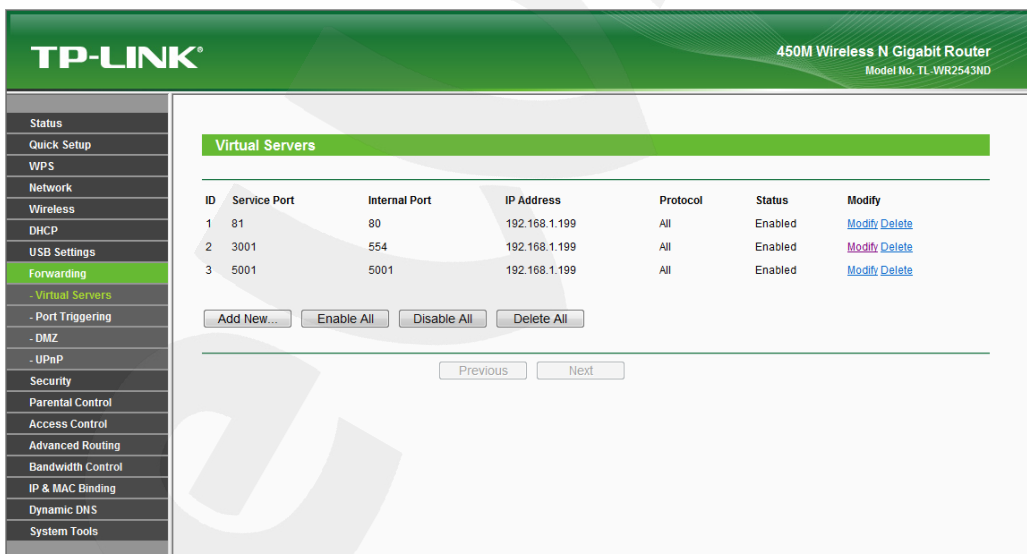 TP-LINK®
450M Wireless N Gigabit Router
Model No. TL-WR2543ND
Status
Quick Setup
WPS
Network
Wireless
DHCP
USB Settings
Forwarding
- Virtual Servers
- Port Triggering
- DMZ
- UPnP
Security
Parental Control
Access Control
Advanced Routing
Bandwidth Control
IP & MAC Binding
Dynamic DNS
System Tools
Virtual Servers
ID Service Port Internal Port IP Address Protocol Status Modify
1 81 80 192.168.1.199 All Enabled Modify Delete
2 3001 554 192.168.1.199 All Enabled Modify Delete
3 5001 5001 192.168.1.199 All Enabled Modify Delete
Add New... Enable All Disable All Delete All
Previous Next